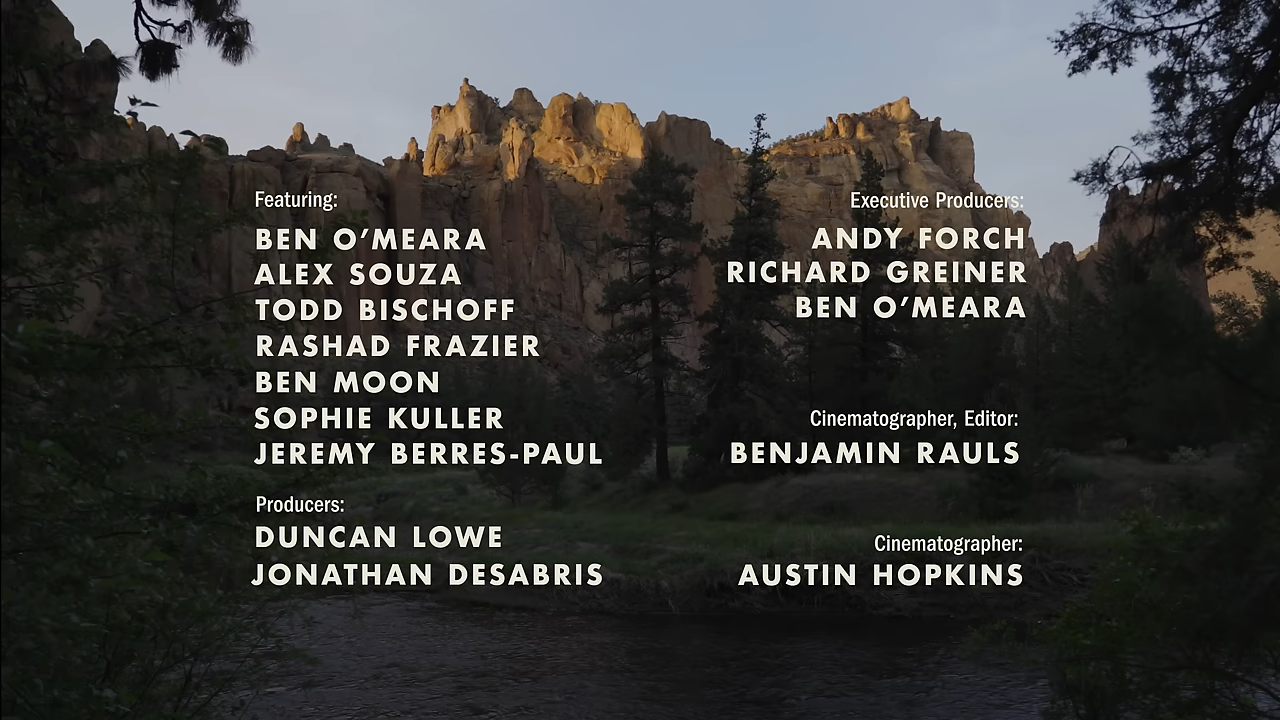 Featuring:
BEN O’MEARA
ALEX SOUZA
TODD BISCHOFF
RASHAD FRAZIER
BEN MOON
SOPHIE KULLER
JEREMY BERRES-PAUL
Producers:
DUNCAN LOWE
JONATHAN DESABRIS
Executive Producers:
ANDY FORCH
RICHARD GREINER
BEN O’MEARA
Cinematographer, Editor:
BENJAMIN RAULS
Cinematographer:
AUSTIN HOPKINS